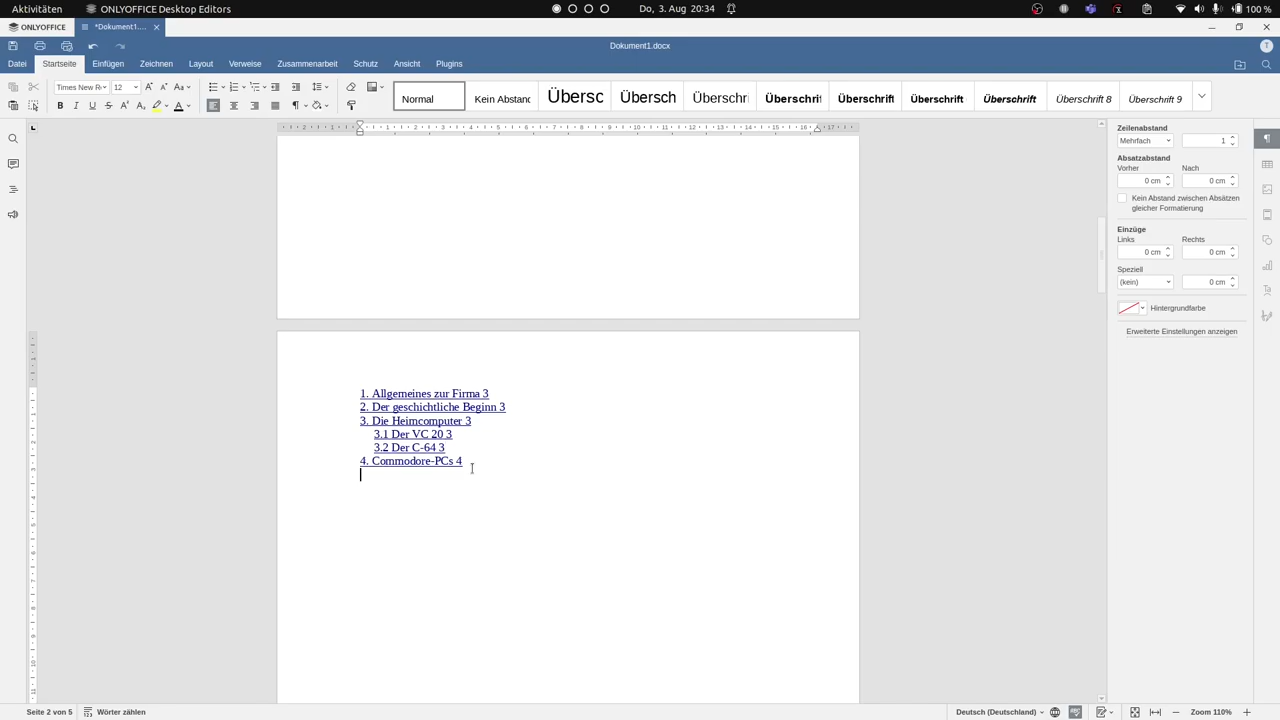 Aktivitäten
Do, 3. Aug 20:34
100 %
ONLYOFFICE
*Dokument1....
Dokument1.docx
T
Datei Startseite Einfügen Zeichnen Layout Verweise Zusammenarbeit Schutz Ansicht Plugins
Times New R 12
Normal Kein Abstand Übersc Übersch Überschri Überschrif Überschrift Überschrift Überschrift Überschrift 8 Überschrift 9
Zeilenabstand
Mehrfach 1
Absatzabstand
Vorher Nach
0 cm 0 cm
Kein Abstand zwischen Absätzen
gleicher Formatierung
Einzüge
Links Rechts
0 cm 0 cm
Speziell
(kein) 0 cm
Hintergrundfarbe
Erweiterte Einstellungen anzeigen
1. Allgemeines zur Firma 3
2. Der geschichtliche Beginn 3
3. Die Heimcomputer 3
3.1 Der VC 20 3
3.2 Der C-64 3
4. Commodore-PCs 4
Seite 2 von 5 Wörter zählen Deutsch (Deutschland) Zoom 110%